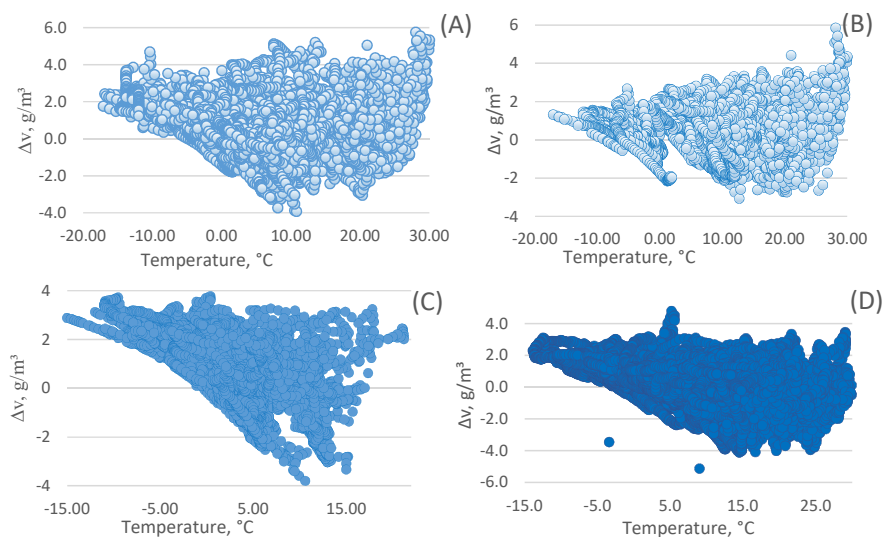 (A)
6.0
4.0
2.0
0.0
-2.0
-4.0
Δv, g/m³
-20.00 -10.00 0.00 10.00 20.00 30.00
Temperature, °C
(B)
6
4
2
0
-2
-4
Δv, g/m³
-20.00 -10.00 0.00 10.00 20.00 30.00
Temperature, °C
(C)
4
2
0
-2
-4
Δv, g/m³
-15.00 -5.00 5.00 15.00
Temperature, °C
(D)
4.0
2.0
0.0
-2.0
-4.0
-6.0
Δv, g/m³
-15.0 -5.0 5.0 15.0 25.0
Temperature, °C